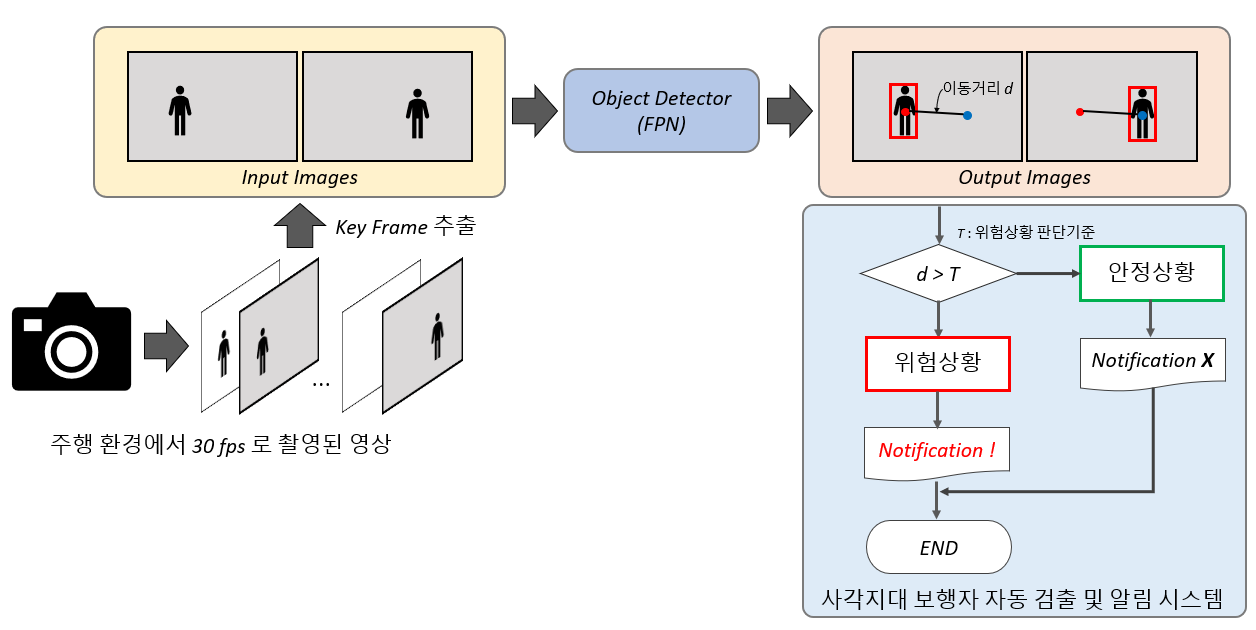 Input Images
Object Detector
(FPN)
이동거리 d
Output Images
Key Frame 추출
...
주행 환경에서 30 fps 로 촬영된 영상
T : 위험상황 판단기준
d > T
안정상황
위험상황
Notification X
Notification !
END
사각지대 보행자 자동 검출 및 알림 시스템